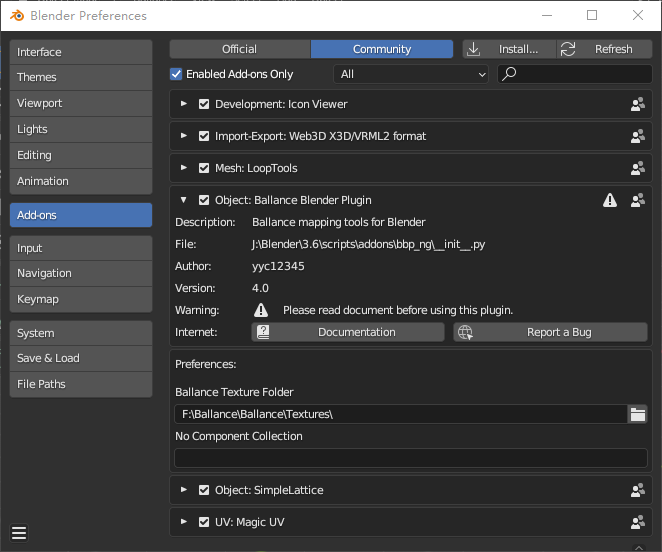 Blender Preferences
Interface
Themes
Viewport
Lights
Editing
Animation
Add-ons
Input
Navigation
Keymap
System
Save & Load
File Paths
Official Community Install... Refresh
Enabled Add-ons Only All
Development: Icon Viewer
Import-Export: Web3D X3D/VRML2 format
Mesh: LoopTools
Object: Ballance Blender Plugin
Description: Ballance mapping tools for Blender
File: J:\Blender\3.6\scripts\addons\bbp_ng\__init__.py
Author: yyc12345
Version: 4.0
Warning: Please read document before using this plugin.
Internet: Documentation Report a Bug
Preferences:
Ballance Texture Folder
F:\Ballance\Ballance\Textures\
No Component Collection
Object: SimpleLattice
UV: Magic UV